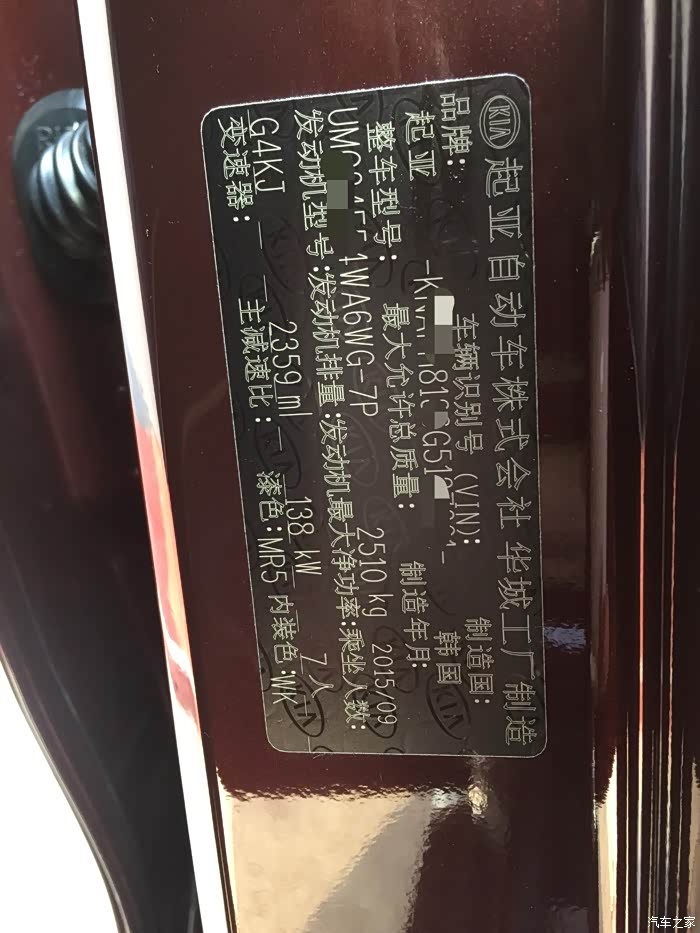 KIA 起亚自动车株式会社 华城工厂制造
品牌: 车辆识别号 (VIN): 制造国:
起亚 韩国
整车型号: 最大允许总质量: 制造年月:
1WA6WG-7P 2510 kg 2015/09
发动机型号: 发动机排量: 发动机最大净功率: 乘坐人数:
G4KJ 2359 ml 138 kW 7 人
变速器: — 主减速比: — 漆色: MR5 内装色: WK
汽车之家